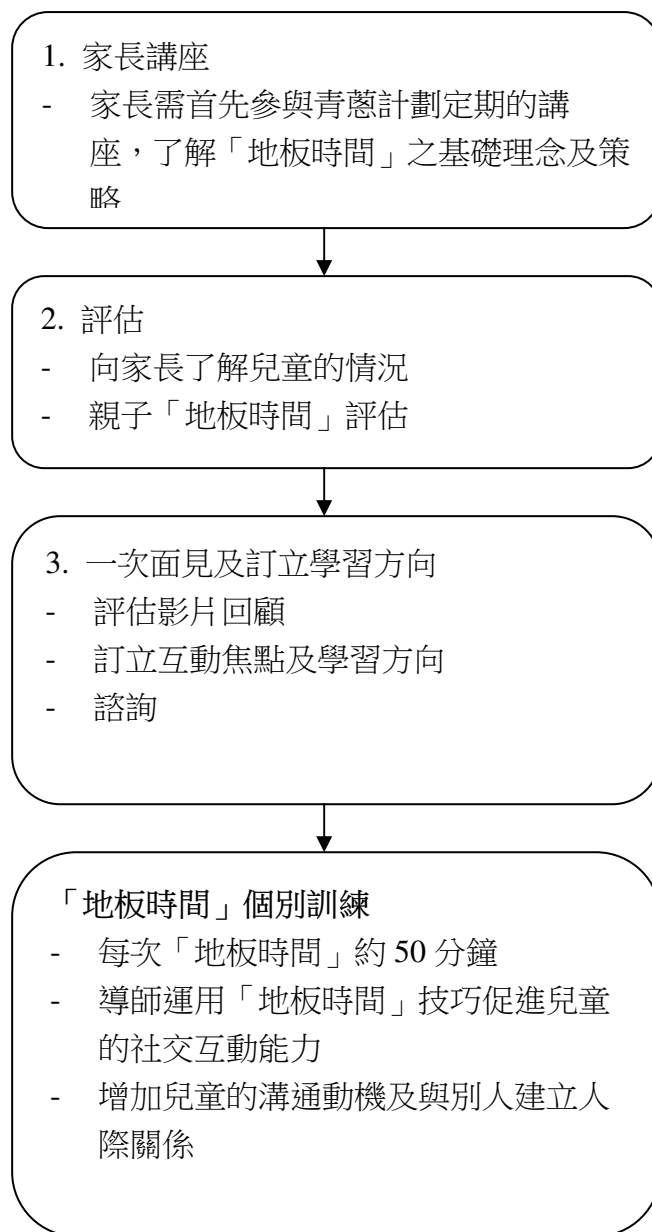 1. 家長講座
- 家長需首先參與青蔥計劃定期的講
座，了解「地板時間」之基礎理念及策
略
2. 評估
- 向家長了解兒童的情況
- 親子「地板時間」評估
3. 一次面見及訂立學習方向
- 評估影片回顧
- 訂立互動焦點及學習方向
- 諮詢
「地板時間」個別訓練
- 每次「地板時間」約 50 分鐘
- 導師運用「地板時間」技巧促進兒童
的社交互動能力
- 增加兒童的溝通動機及與別人建立人
際關係